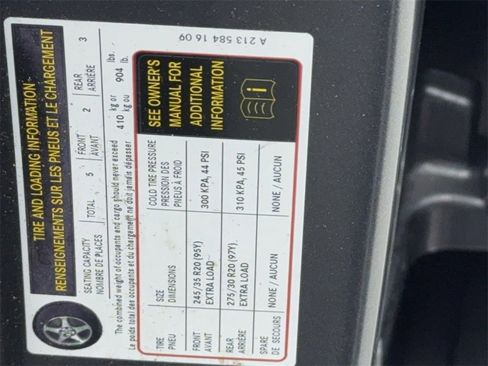 TIRE AND LOADING INFORMATION
RENSEIGNEMENTS SUR LES PNEUS ET LE CHARGEMENT
SEATING CAPACITY TOTAL 5 FRONT 2 REAR 3
NOMBRE DE PLACES AVANT ARRIÈRE
The combined weight of occupants and cargo should never exceed 410 kg or 904 lbs.
Le poids total des occupants et du chargement ne doit jamais dépasser 410 kg ou 904 lb.
TIRE SIZE COLD TIRE PRESSURE
PNEU DIMENSIONS PRESSION DES
PNEUS À FROID
FRONT 245/35 R20 (95Y) 300 KPA, 44 PSI
AVANT EXTRA LOAD
REAR 275/30 R20 (97Y) 310 KPA, 45 PSI
ARRIÈRE EXTRA LOAD
SPARE NONE / AUCUN NONE / AUCUN
DE SECOURS
SEE OWNER'S
MANUAL FOR
ADDITIONAL
INFORMATION
i
A 213 584 16 09